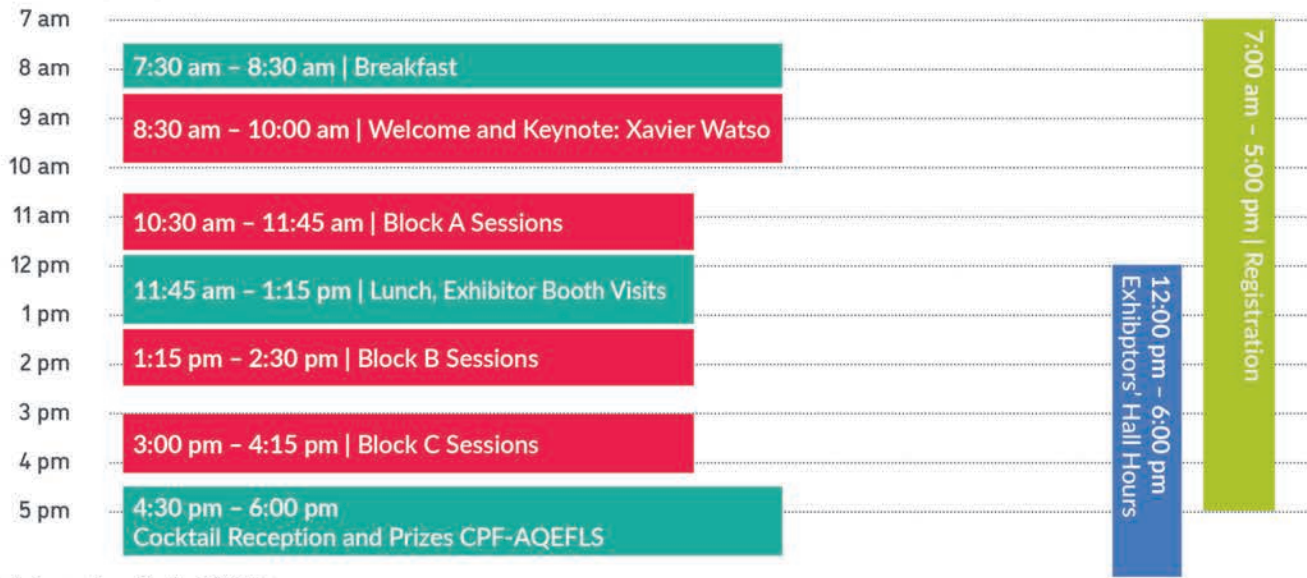 7 am
8 am
9 am
10 am
11 am
12 pm
1 pm
2 pm
3 pm
4 pm
5 pm
7:30 am – 8:30 am | Breakfast
8:30 am – 10:00 am | Welcome and Keynote: Xavier Watso
10:30 am – 11:45 am | Block A Sessions
11:45 am – 1:15 pm | Lunch, Exhibitor Booth Visits
1:15 pm – 2:30 pm | Block B Sessions
3:00 pm – 4:15 pm | Block C Sessions
4:30 pm – 6:00 pm
Cocktail Reception and Prizes CPF-AQEFLS
12:00 pm – 6:00 pm
Exhibptors' Hall Hours
7:00 am – 5:00 pm | Registration